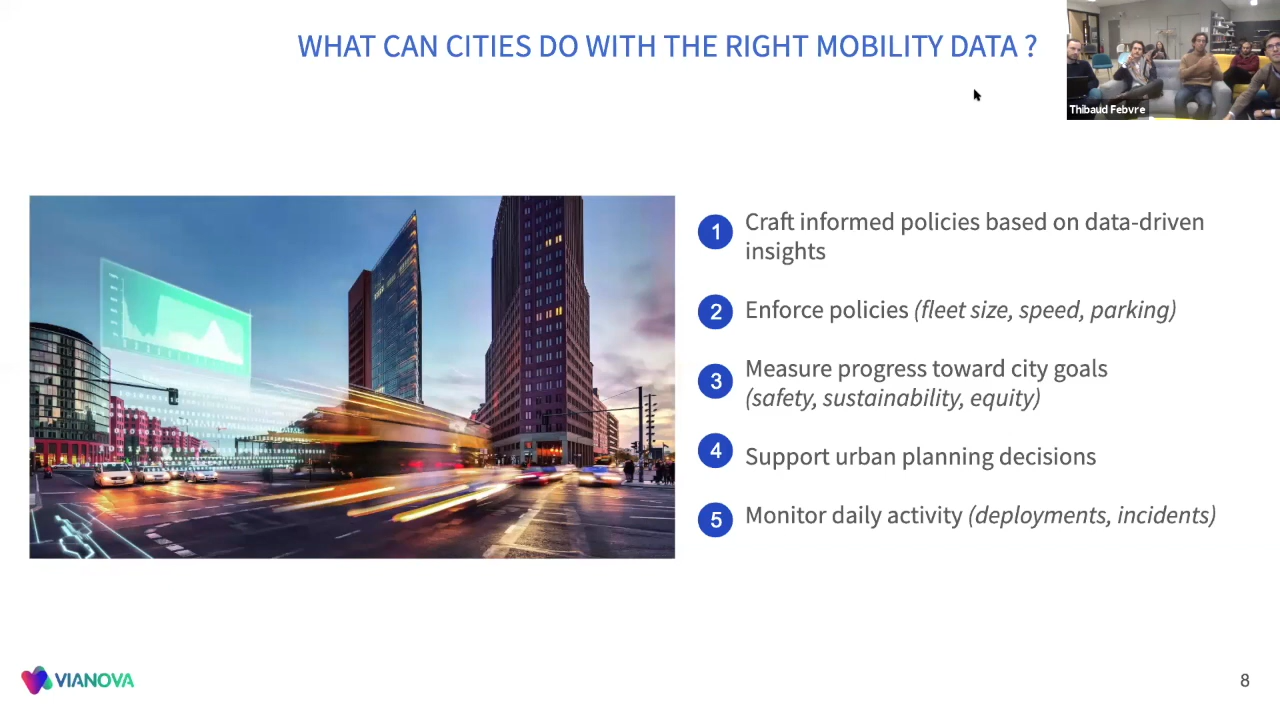 WHAT CAN CITIES DO WITH THE RIGHT MOBILITY DATA ?
Thibaud Febvre
1 Craft informed policies based on data-driven
insights
2 Enforce policies (fleet size, speed, parking)
3 Measure progress toward city goals
(safety, sustainability, equity)
4 Support urban planning decisions
5 Monitor daily activity (deployments, incidents)
VIANOVA
8